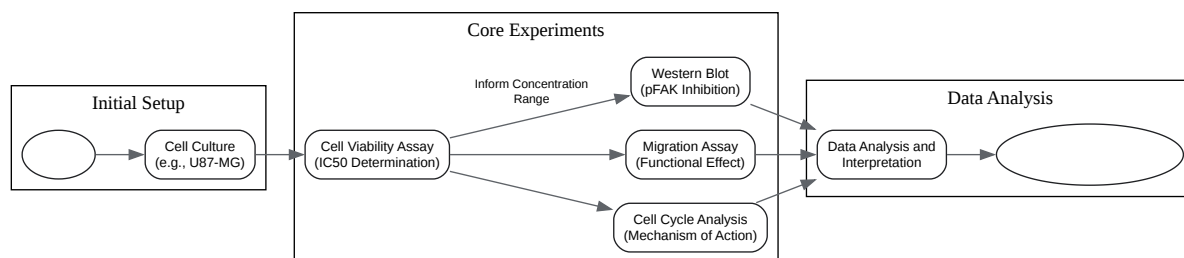 Initial Setup
Cell Culture
(e.g., U87-MG)
Core Experiments
Cell Viability Assay
(IC50 Determination)
Inform Concentration
Range
Western Blot
(pFAK Inhibition)
Migration Assay
(Functional Effect)
Cell Cycle Analysis
(Mechanism of Action)
Data Analysis
Data Analysis and
Interpretation